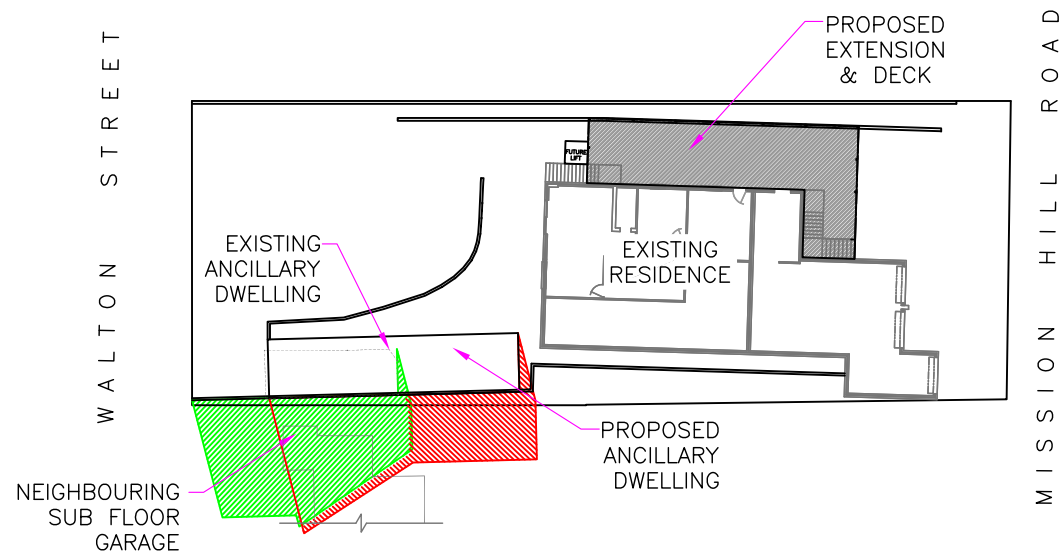 WALTON STREET
PROPOSED
EXTENSION
& DECK
MISSION HILL ROAD
FUTURE
LIFT
EXISTING
ANCILLARY
DWELLING
EXISTING
RESIDENCE
PROPOSED
ANCILLARY
DWELLING
NEIGHBOURING
SUB FLOOR
GARAGE